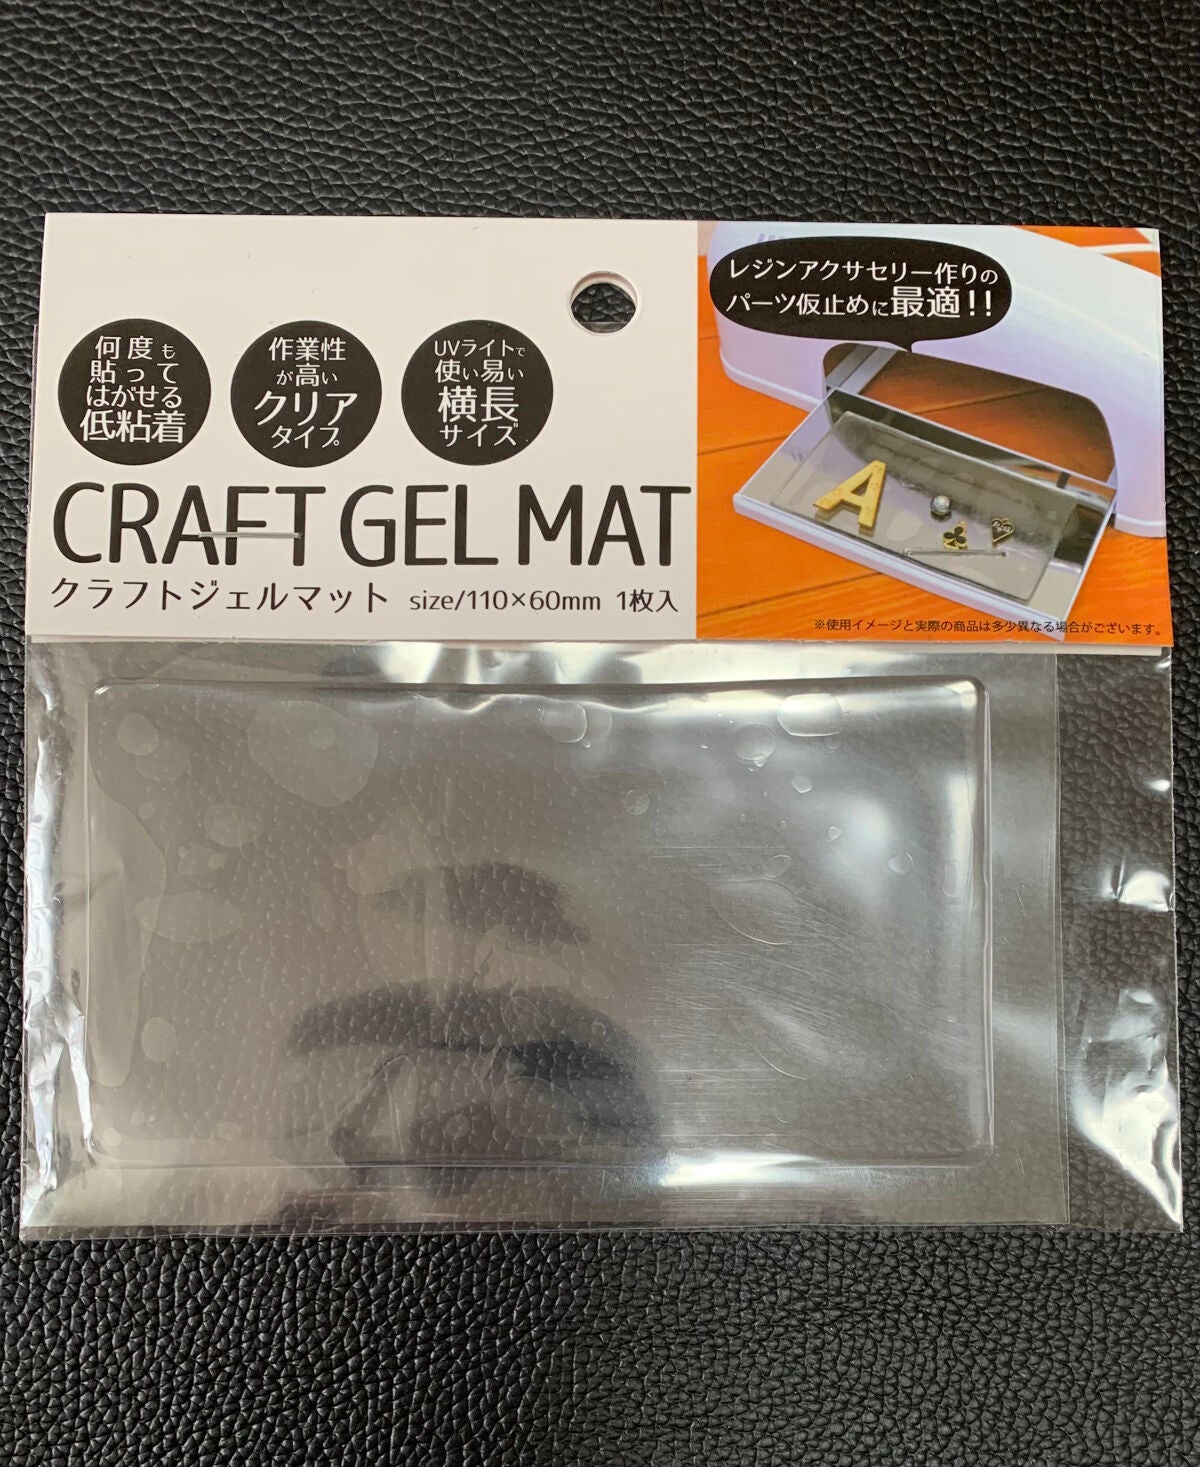 レジンアクサセリー作りの
パーツ仮止めに最適!!
何度も
貼って
はがせる
低粘着
作業性
が高い
クリア
タイプ
UVライトで
使い易い
横長
サイズ
CRAFT GEL MAT
クラフトジェルマット size/110×60mm 1枚入
A
※使用イメージと実際の商品は多少異なる場合がございます。